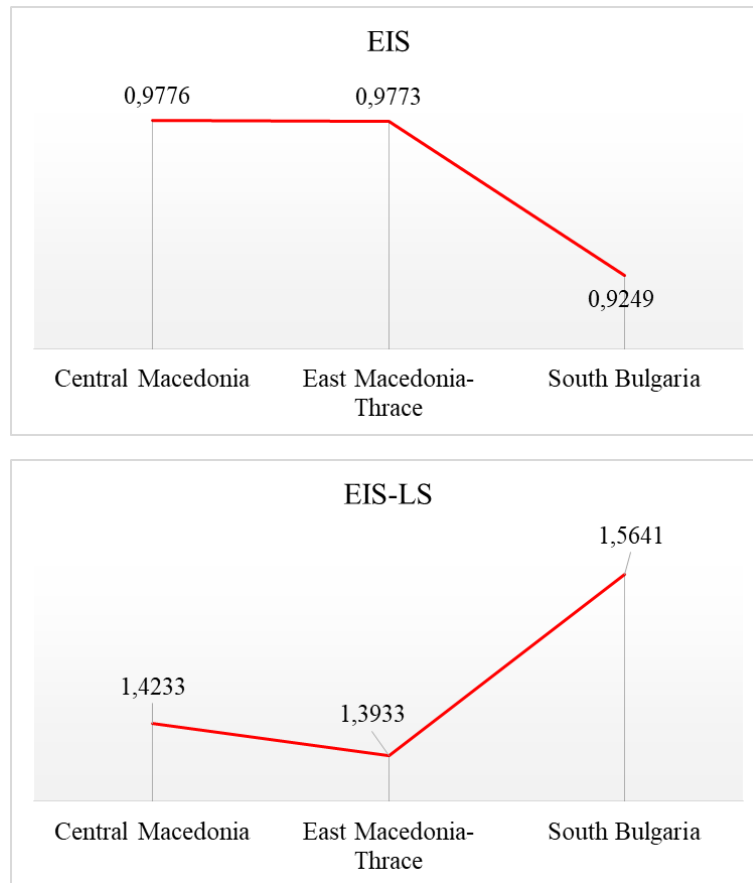 EIS
0,9776
0,9773
0,9249
Central Macedonia
East Macedonia-
Thrace
South Bulgaria
EIS-LS
1,5641
1,4233
1,3933
Central Macedonia
East Macedonia-
Thrace
South Bulgaria